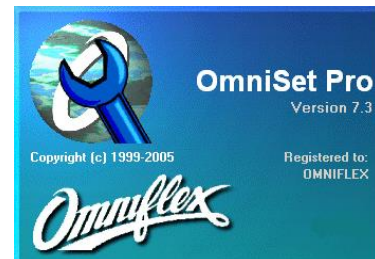 OmniSet Pro
Version 7.3
Copyright (c) 1999-2005
Registered to:
OMNIFLEX
Omniflex